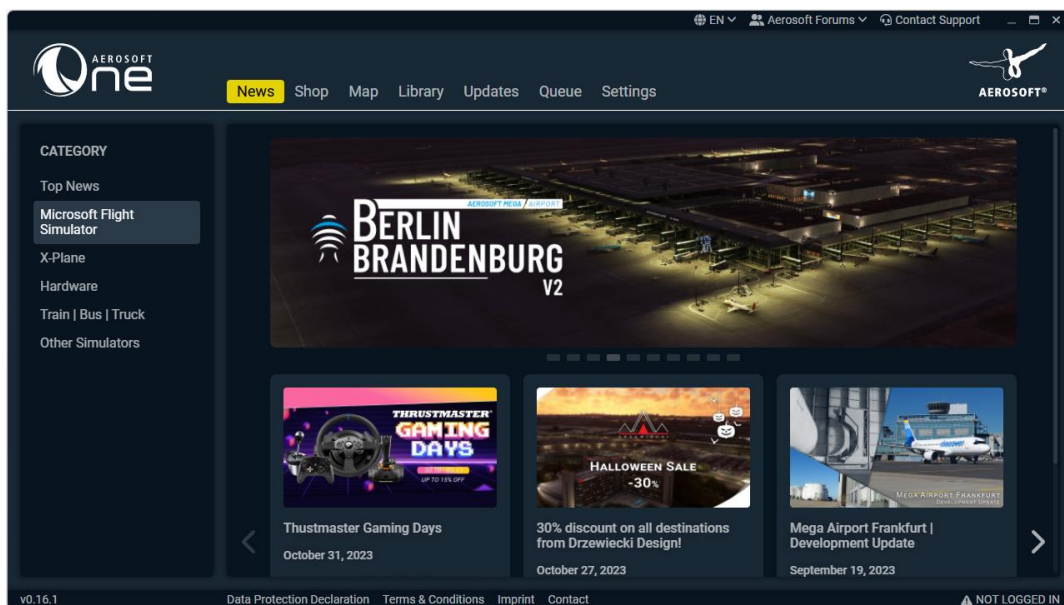 EN
Aerosoft Forums
Contact Support
AEROSOFT
One
News
Shop
Map
Library
Updates
Queue
Settings
AEROSOFT®
CATEGORY
Top News
Microsoft Flight
Simulator
X-Plane
Hardware
Train | Bus | Truck
Other Simulators
AEROSOFT MEGA AIRPORT
BERLIN
BRANDENBURG
V2
THRUSTMASTER
GAMING
DAYS
UP TO 15% OFF
Thustmaster Gaming Days
October 31, 2023
HALLOWEEN SALE
-30%
30% discount on all destinations
from Drzewiecki Design!
October 27, 2023
discover
MEGA AIRPORT FRANKFURT
DEVELOPMENT UPDATE
Mega Airport Frankfurt |
Development Update
September 19, 2023
v0.16.1
Data Protection Declaration
Terms & Conditions
Imprint
Contact
NOT LOGGED IN